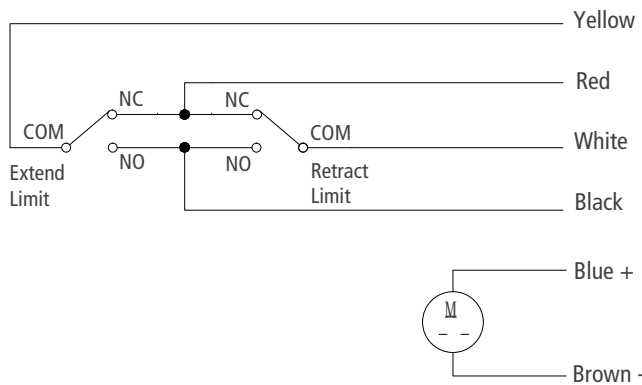 Yellow
Red
NC
NC
COM
COM
White
NO
NO
Extend
Limit
Retract
Limit
Black
Blue +
M
Brown -